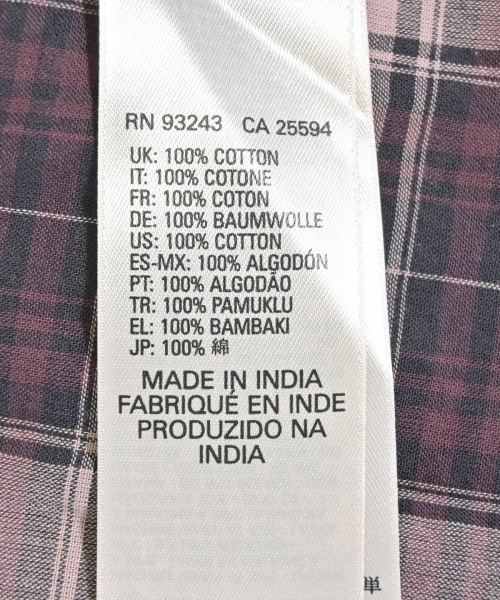 RN 93243 CA 25594
UK: 100% COTTON
IT: 100% COTONE
FR: 100% COTON
DE: 100% BAUMWOLLE
US: 100% COTTON
ES-MX: 100% ALGODÓN
PT: 100% ALGODÃO
TR: 100% PAMUKLU
EL: 100% BAMBAKI
JP: 100% 綿
MADE IN INDIA
FABRIQUÉ EN INDE
PRODUZIDO NA
INDIA
単